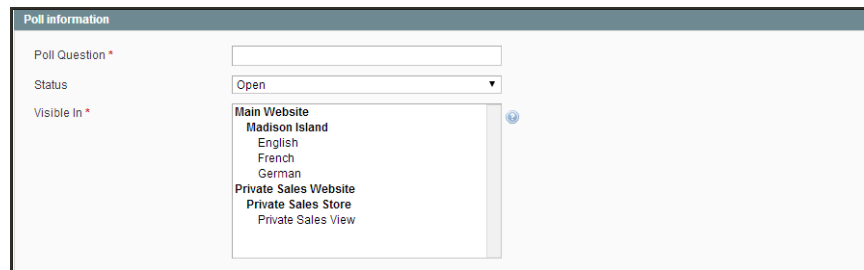 Poll information
Poll Question *
Status
Open
Visible In *
Main Website
Madison Island
English
French
German
Private Sales Website
Private Sales Store
Private Sales View
?